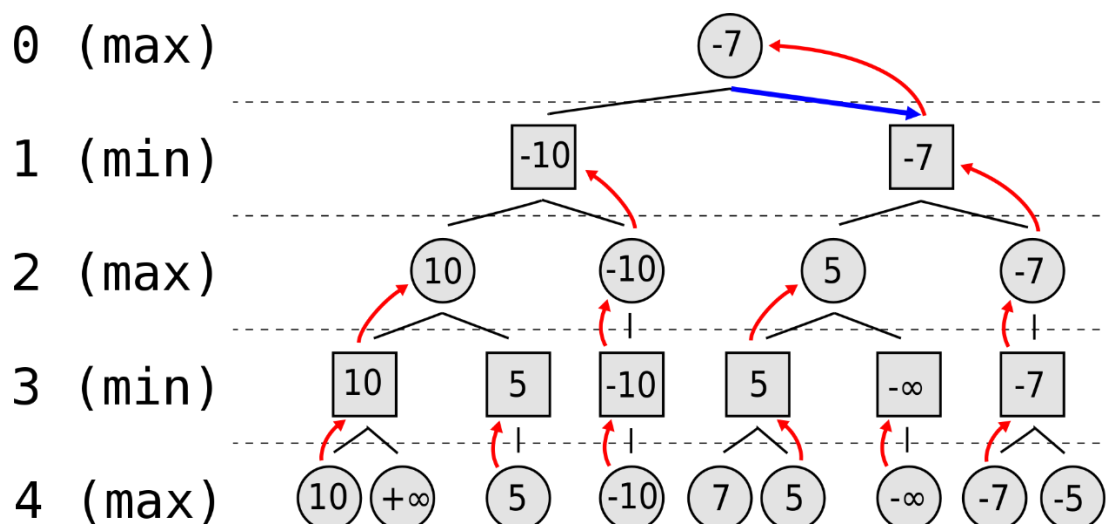 0 (max) -7
1 (min) -10 -7
2 (max) 10 -10 5 -7
3 (min) 10 5 -10 5 -∞ -7
4 (max) 10 +∞ 5 -10 7 5 -∞ -7 -5